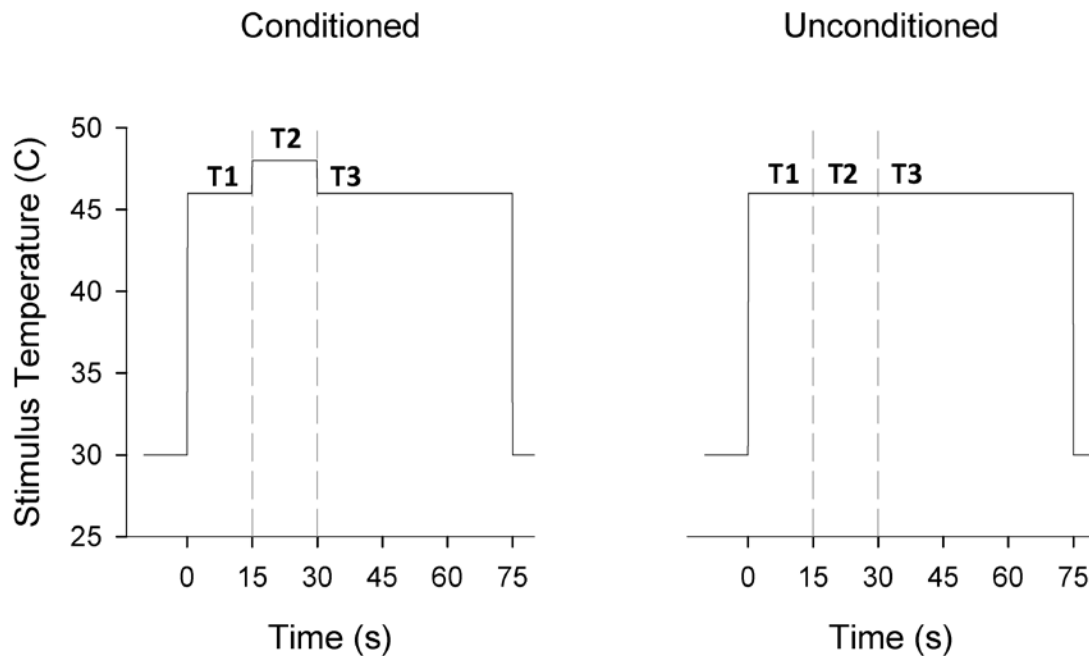 Conditioned
Unconditioned
Stimulus Temperature (C)
50
45
40
35
30
25
T1
T2
T3
T1
T2
T3
0 15 30 45 60 75
0 15 30 45 60 75
Time (s)
Time (s)